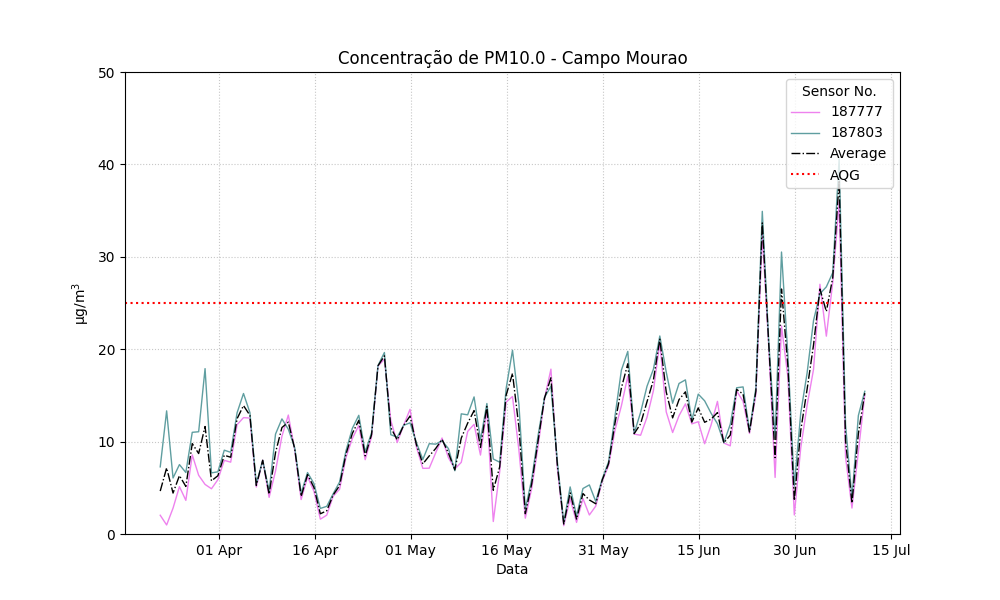 Concentração de PM10.0 - Campo Mourao
50
40
30
20
10
0
µg/m³
Sensor No.
187777
187803
Average
AQG
01 Apr
16 Apr
01 May
16 May
31 May
15 Jun
30 Jun
15 Jul
Data